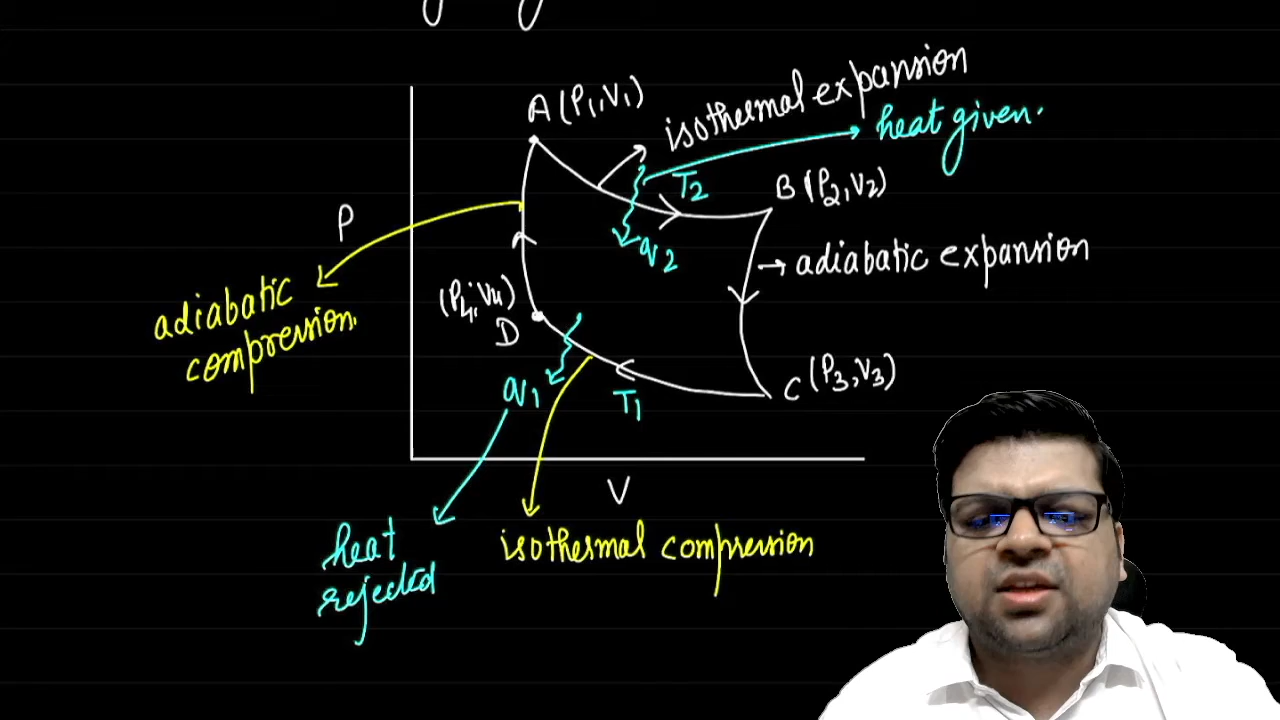 A (P₁, V₁)
isothermal expansion
heat given.
T₂
B (P₂, V₂)
q₂
P
adiabatic expansion
adiabatic
compression.
(P₄, V₄)
D
q₁
T₁
C (P₃, V₃)
V
heat
rejected
isothermal compression